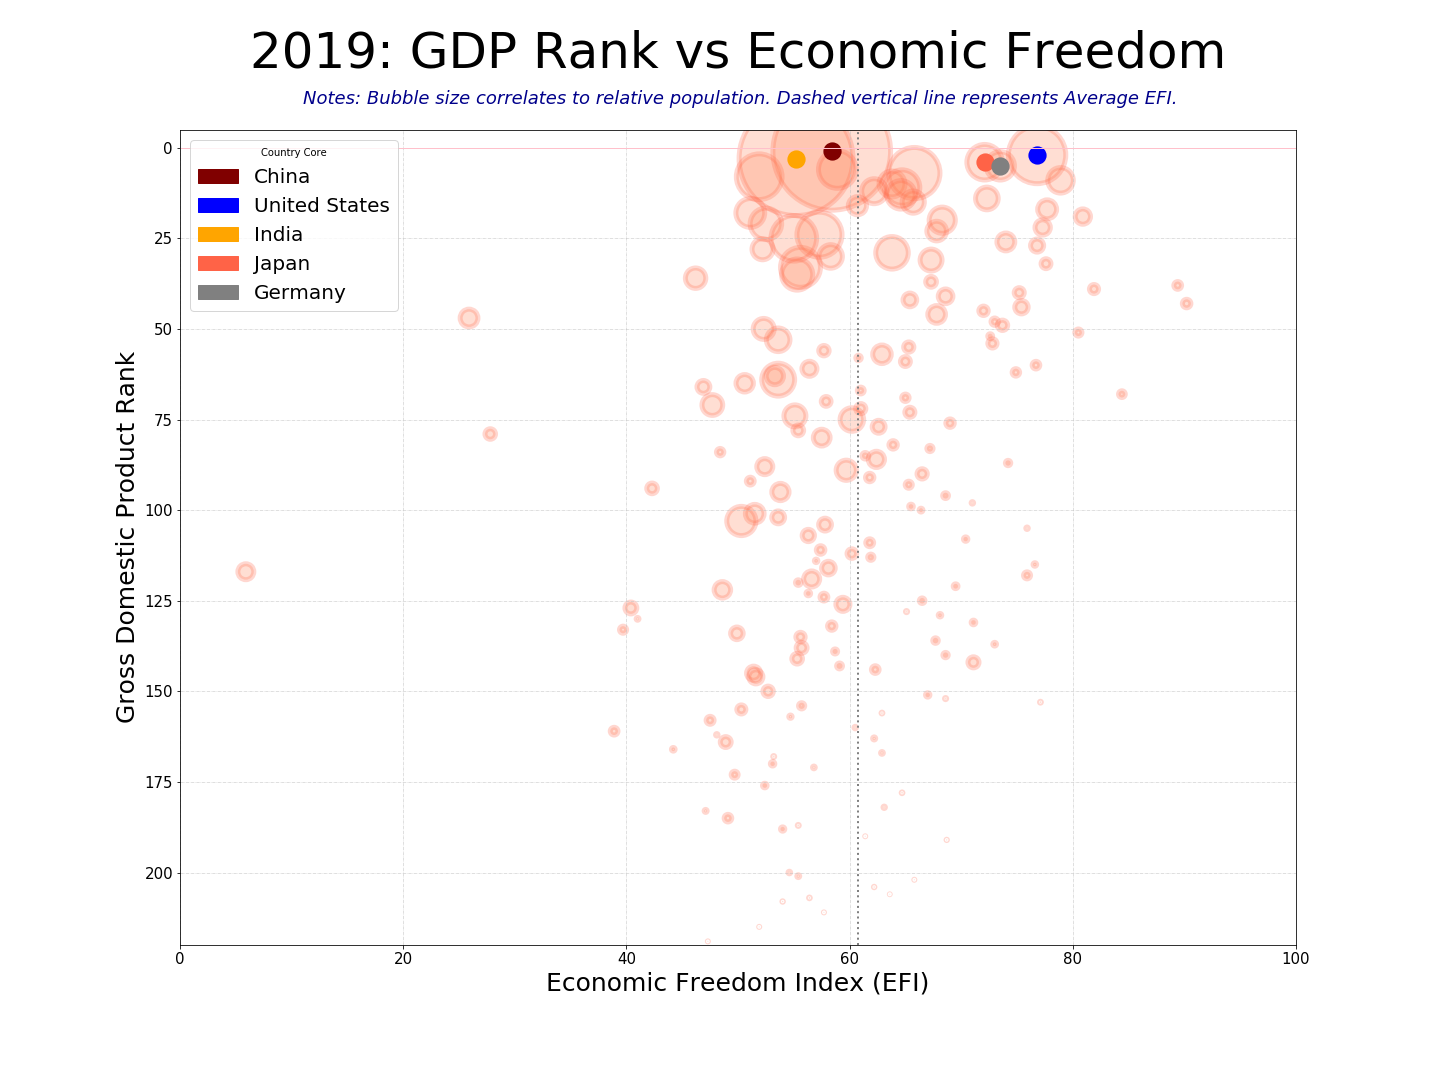 2019: GDP Rank vs Economic Freedom
Notes: Bubble size correlates to relative population. Dashed vertical line represents Average EFI.
Country Core
China
United States
India
Japan
Germany
Gross Domestic Product Rank
0
25
50
75
100
125
150
175
200
0
20
40
60
80
100
Economic Freedom Index (EFI)